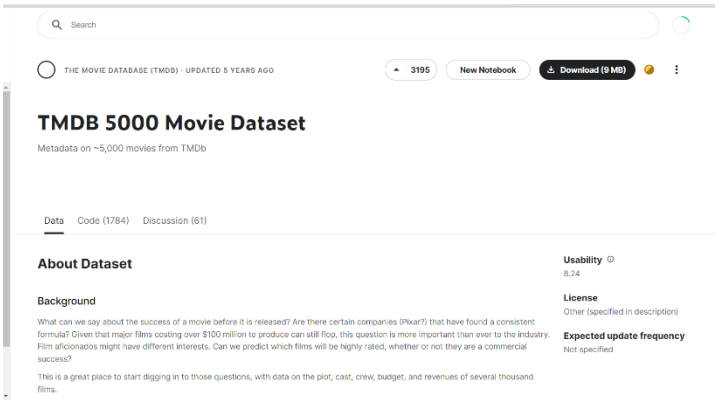 Search
THE MOVIE DATABASE (TMDB) · UPDATED 5 YEARS AGO
3195
New Notebook
Download (9 MB)
TMDB 5000 Movie Dataset
Metadata on ~5,000 movies from TMDb
Data
Code (1784)
Discussion (61)
About Dataset
Background
What can we say about the success of a movie before it is released? Are there certain companies (Pixar?) that have found a consistent
formula? Given that major films costing over $100 million to produce can still flop, this question is more important than ever to the industry.
Film aficionados might have different interests. Can we predict which films will be highly rated, whether or not they are a commercial
success?
This is a great place to start digging in to those questions, with data on the plot, cast, crew, budget, and revenues of several thousand
films.
Usability
8.24
License
Other (specified in description)
Expected update frequency
Not specified